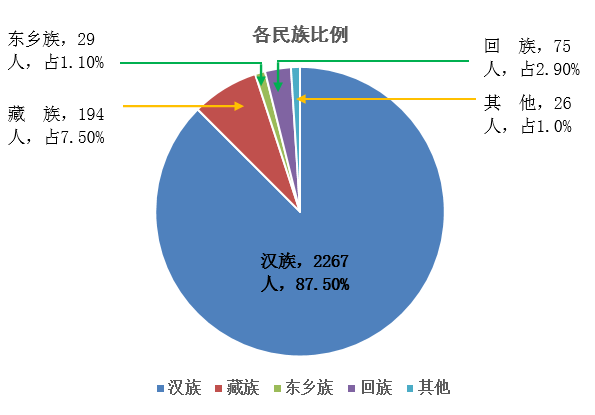 各民族比例
东乡族，29
人，占1.10%
回　族，75
人，占2.90%
藏　族，194
人，占7.50%
其　他，26
人，占1.0%
汉族，2267
人，87.50%
汉族 藏族 东乡族 回族 其他